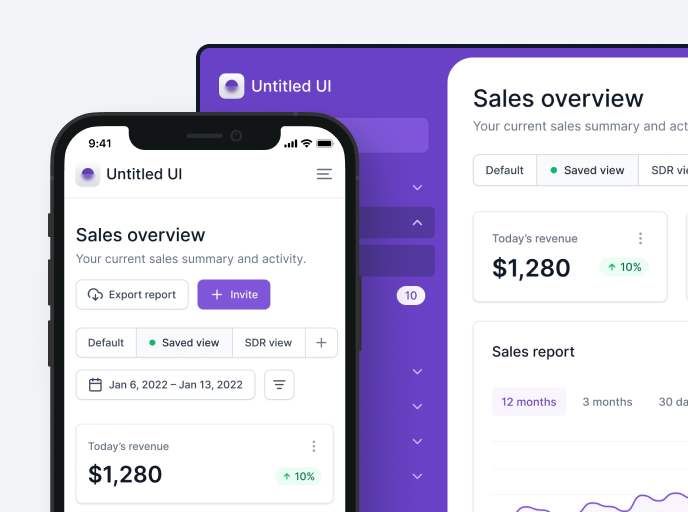 Untitled UI
10
Sales overview
Your current sales summary and
Default
Saved view
SDR
Today's revenue
$1,280
10%
Sales report
12 months
3 months
30
9:41
Untitled UI
Sales overview
Your current sales summary and activity.
Export report
Invite
Default
Saved view
SDR view
Jan 6, 2022 – Jan 13, 2022
Today's revenue
$1,280
10%